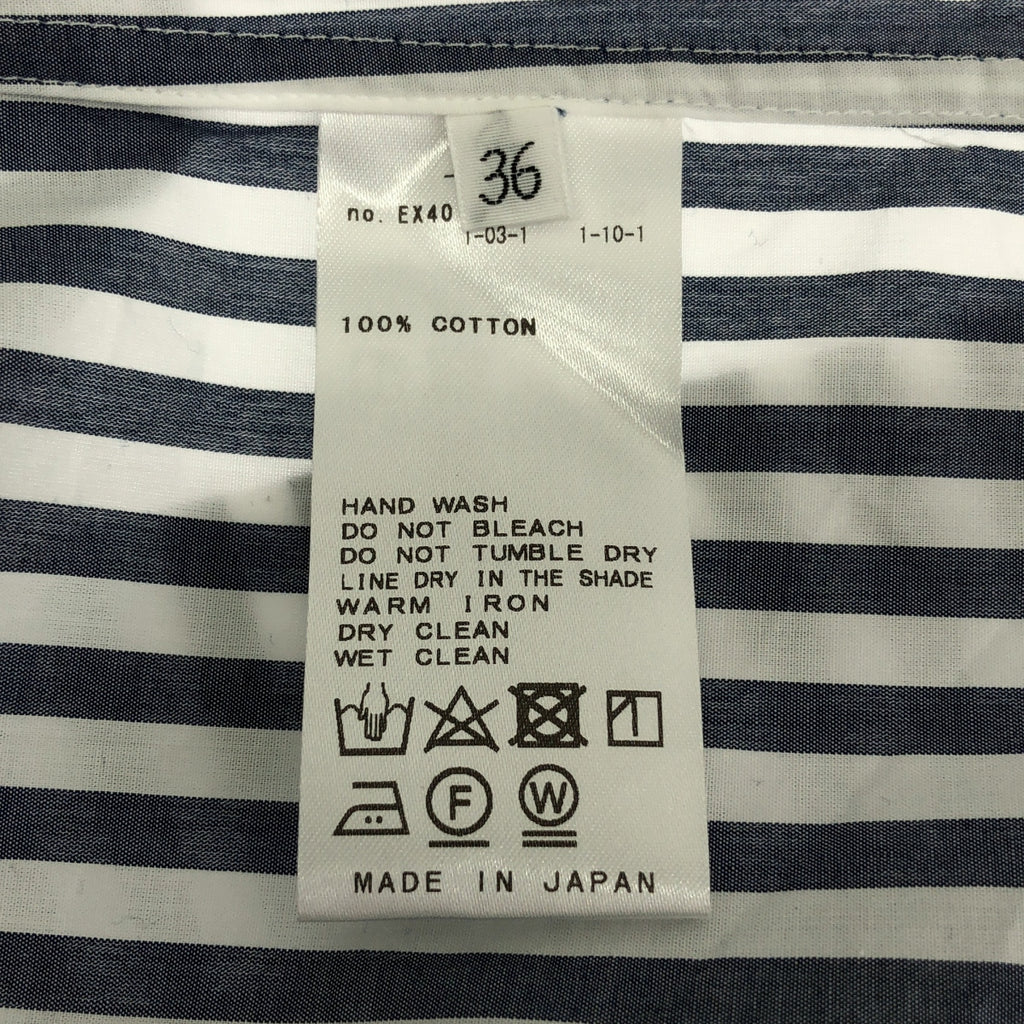 36
no. EX40
1-03-1 1-10-1
100% COTTON
HAND WASH
DO NOT BLEACH
DO NOT TUMBLE DRY
LINE DRY IN THE SHADE
WARM IRON
DRY CLEAN
WET CLEAN
F W
MADE IN JAPAN